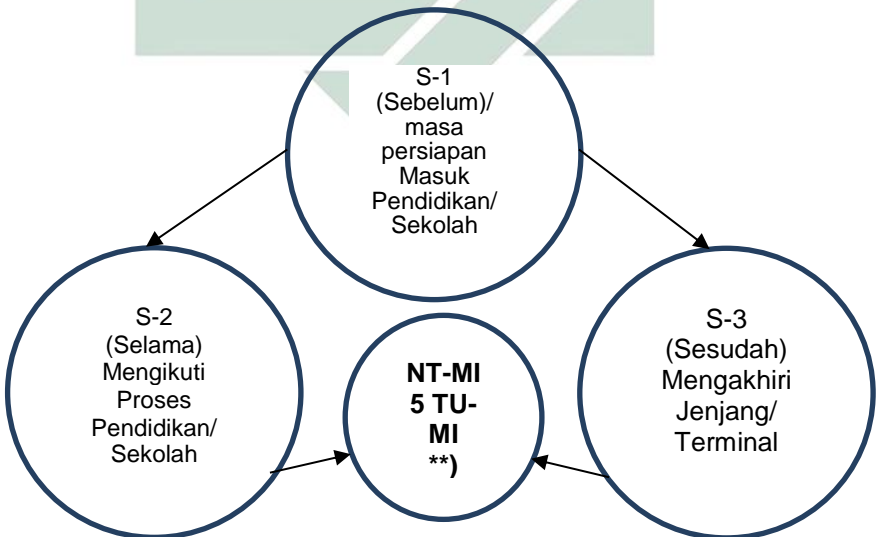 S-1
(Sebelum)/
masa
persiapan
Masuk
Pendidikan/
Sekolah
S-2
(Selama)
Mengikuti
Proses
Pendidikan/
Sekolah
NT-MI
5 TU-
MI
**)
S-3
(Sesudah)
Mengakhiri
Jenjang/
Terminal